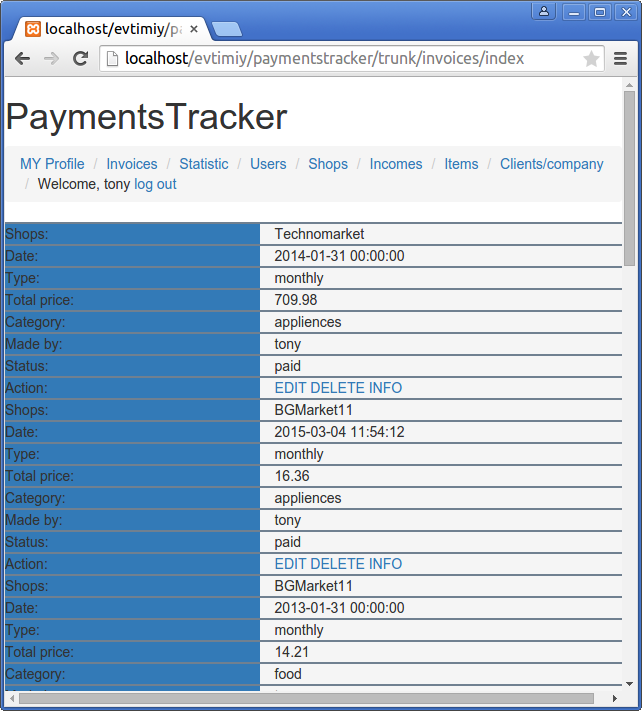 localhost/evtimiy/pa
localhost/evtimiy/paymentstracker/trunk/invoices/index
PaymentsTracker
MY Profile / Invoices / Statistic / Users / Shops / Incomes / Items / Clients/company
/ Welcome, tony log out
Shops: Technomarket
Date: 2014-01-31 00:00:00
Type: monthly
Total price: 709.98
Category: appliences
Made by: tony
Status: paid
Action: EDIT DELETE INFO
Shops: BGMarket11
Date: 2015-03-04 11:54:12
Type: monthly
Total price: 16.36
Category: appliences
Made by: tony
Status: paid
Action: EDIT DELETE INFO
Shops: BGMarket11
Date: 2013-01-31 00:00:00
Type: monthly
Total price: 14.21
Category: food